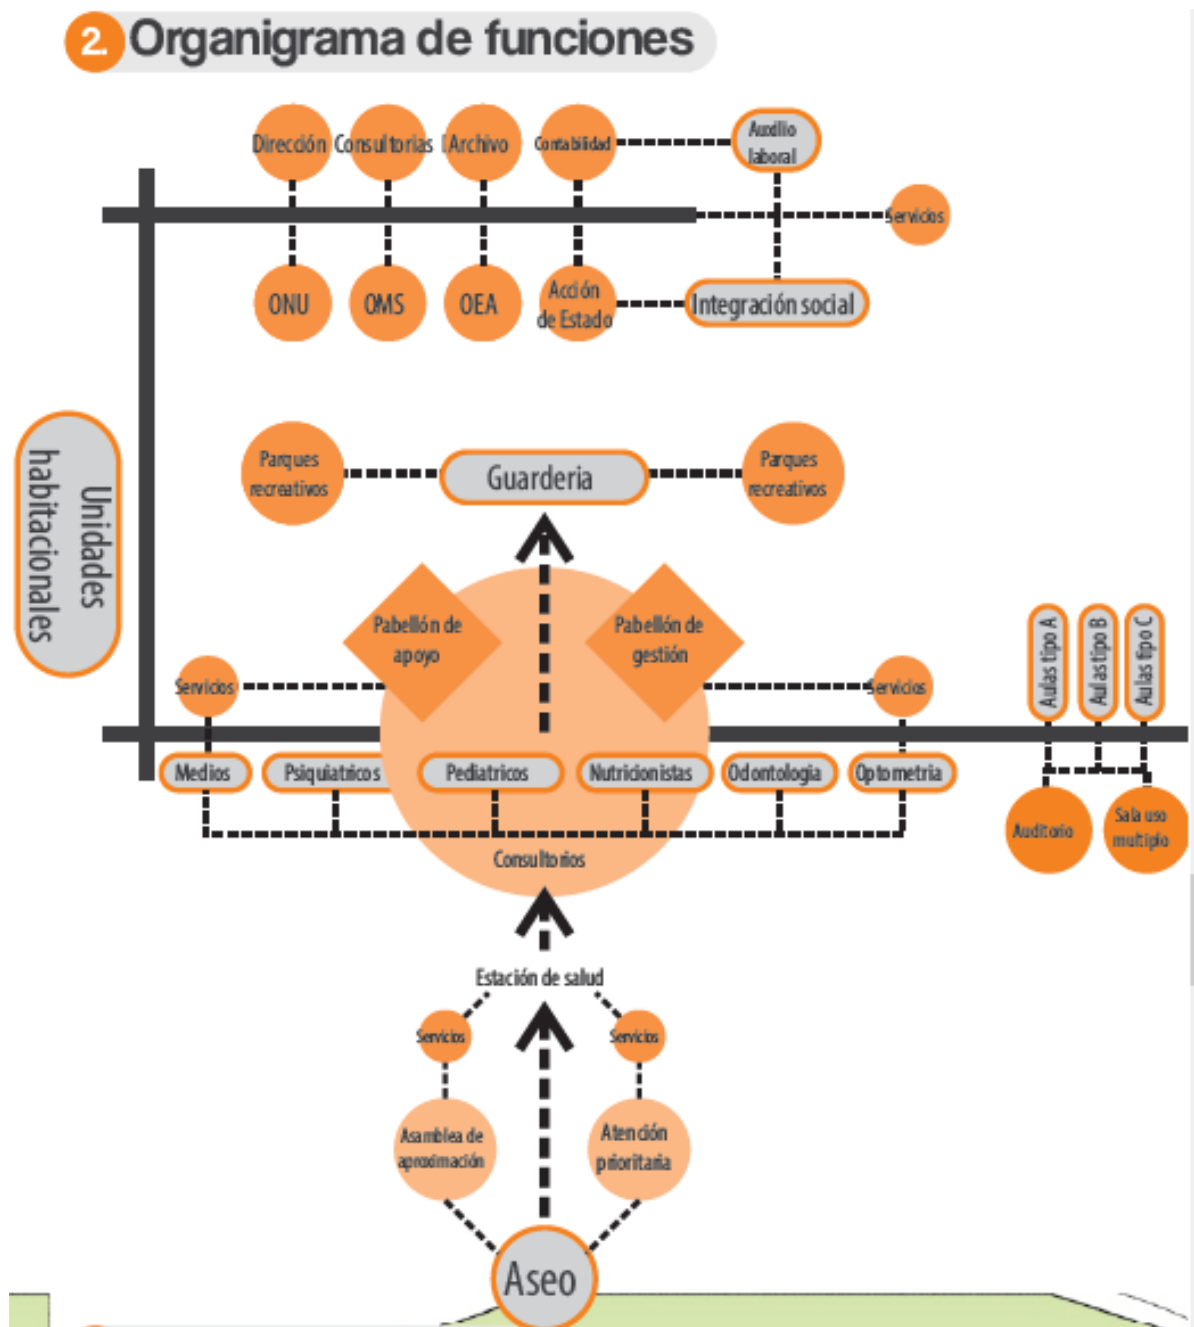 2. Organigrama de funciones
Dirección
Consultorias
Archivo
Contabilidad
Auxilio
laboral
Servicios
ONU
OMS
OEA
Acción
de Estado
Integración social
Unidades
habitacionales
Parques
recreativos
Guarderia
Parques
recreativos
Pabellón de
apoyo
Pabellón de
gestión
Servicios
Servicios
Aulas tipo A
Aulas tipo B
Aulas tipo C
Medios
Psiquiatricos
Pediatricos
Nutricionistas
Odontologia
Optometria
Auditorio
Sala uso
multiplo
Consultorios
Estación de salud
Servicios
Servicios
Asamblea de
aproximación
Atención
prioritaria
Aseo